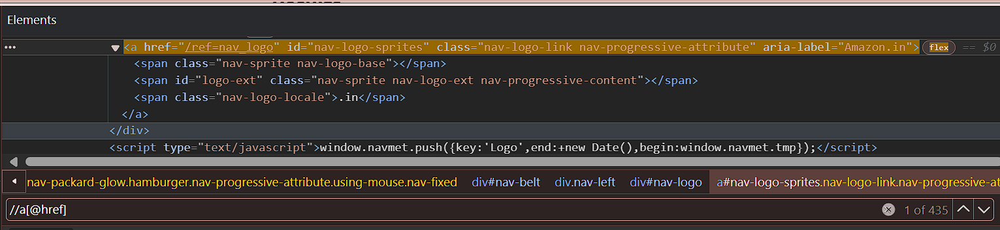 Elements
<a href="/ref=nav_logo" id="nav-logo-sprites" class="nav-logo-link nav-progressive-attribute" aria-label="Amazon.in"> flex == $0
<span class="nav-sprite nav-logo-base"></span>
<span id="logo-ext" class="nav-sprite nav-logo-ext nav-progressive-content"></span>
<span class="nav-logo-locale">.in</span>
</a>
</div>
<script type="text/javascript">window.navmet.push({key:'Logo',end:+new Date(),begin:window.navmet.tmp});</script>
nav-packard-glow.hamburger.nav-progressive-attribute.using-mouse.nav-fixed div#nav-belt div.nav-left div#nav-logo a#nav-logo-sprites.nav-logo-link.nav-progressive-at
//a[@href] 1 of 435